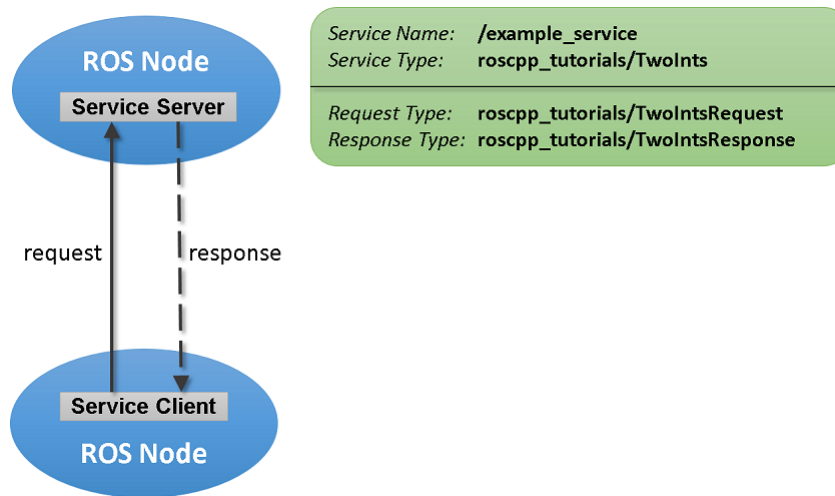 ROS Node
Service Server
request
response
Service Client
ROS Node
Service Name: /example_service
Service Type: roscpp_tutorials/TwoInts
Request Type: roscpp_tutorials/TwoIntsRequest
Response Type: roscpp_tutorials/TwoIntsResponse